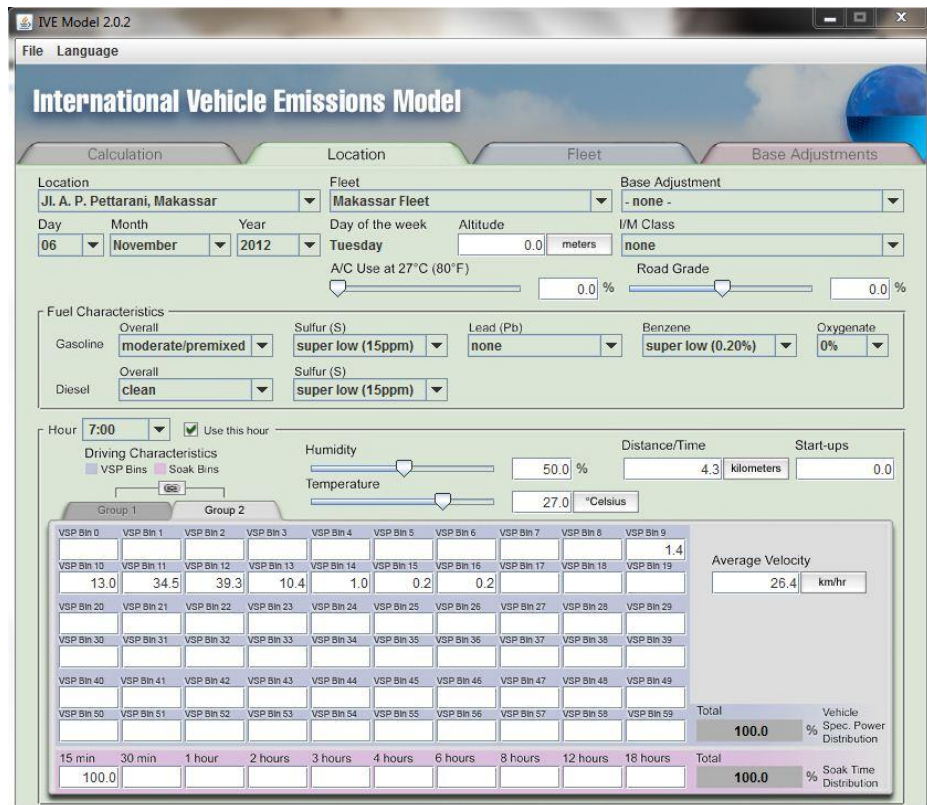 IVE Model 2.0.2
File Language
International Vehicle Emissions Model
Calculation Location Fleet Base Adjustments
Location Fleet Base Adjustment
Jl. A. P. Pettarani, Makassar Makassar Fleet - none -
Day Month Year Day of the week Altitude I/M Class
06 November 2012 Tuesday 0.0 meters none
A/C Use at 27°C (80°F) Road Grade
0.0 % 0.0 %
Fuel Characteristics
Overall Sulfur (S) Lead (Pb) Benzene Oxygenate
Gasoline moderate/premixed super low (15ppm) none super low (0.20%) 0%
Overall Sulfur (S)
Diesel clean super low (15ppm)
Hour 7:00 Use this hour
Driving Characteristics Humidity Distance/Time Start-ups
VSP Bins Soak Bins 50.0 % 4.3 kilometers 0.0
Temperature
Group 1 Group 2 27.0 °Celsius
VSP Bin 0 VSP Bin 1 VSP Bin 2 VSP Bin 3 VSP Bin 4 VSP Bin 5 VSP Bin 6 VSP Bin 7 VSP Bin 8 VSP Bin 9
1.4
VSP Bin 10 VSP Bin 11 VSP Bin 12 VSP Bin 13 VSP Bin 14 VSP Bin 15 VSP Bin 16 VSP Bin 17 VSP Bin 18 VSP Bin 19 Average Velocity
13.0 34.5 39.3 10.4 1.0 0.2 0.2 26.4 km/hr
VSP Bin 20 VSP Bin 21 VSP Bin 22 VSP Bin 23 VSP Bin 24 VSP Bin 25 VSP Bin 26 VSP Bin 27 VSP Bin 28 VSP Bin 29
VSP Bin 30 VSP Bin 31 VSP Bin 32 VSP Bin 33 VSP Bin 34 VSP Bin 35 VSP Bin 36 VSP Bin 37 VSP Bin 38 VSP Bin 39
VSP Bin 40 VSP Bin 41 VSP Bin 42 VSP Bin 43 VSP Bin 44 VSP Bin 45 VSP Bin 46 VSP Bin 47 VSP Bin 48 VSP Bin 49
VSP Bin 50 VSP Bin 51 VSP Bin 52 VSP Bin 53 VSP Bin 54 VSP Bin 55 VSP Bin 56 VSP Bin 57 VSP Bin 58 VSP Bin 59 Total Vehicle
100.0 % Spec. Power
Distribution
15 min 30 min 1 hour 2 hours 3 hours 4 hours 6 hours 8 hours 12 hours 18 hours Total
100.0 100.0 % Soak Time
Distribution